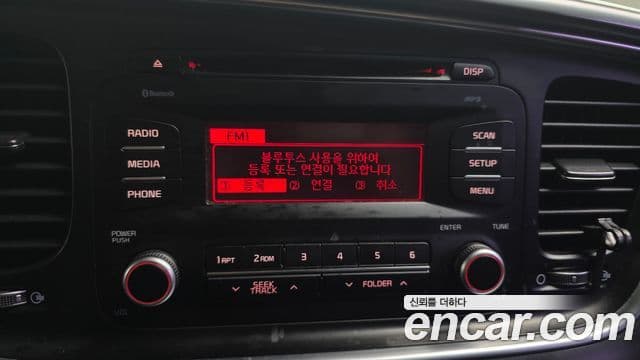 DISP
Bluetooth
MP3
RADIO
MEDIA
PHONE
FM1
블루투스 사용을 위하여
등록 또는 연결이 필요합니다
① 등록 ② 연결 ③ 취소
SCAN
SETUP
MENU
POWER
PUSH
VOL
ENTER
TUNE
1 RPT
2 RDM
3
4
5
6
SEEK
TRACK
FOLDER
신뢰를 더하다
encar.com